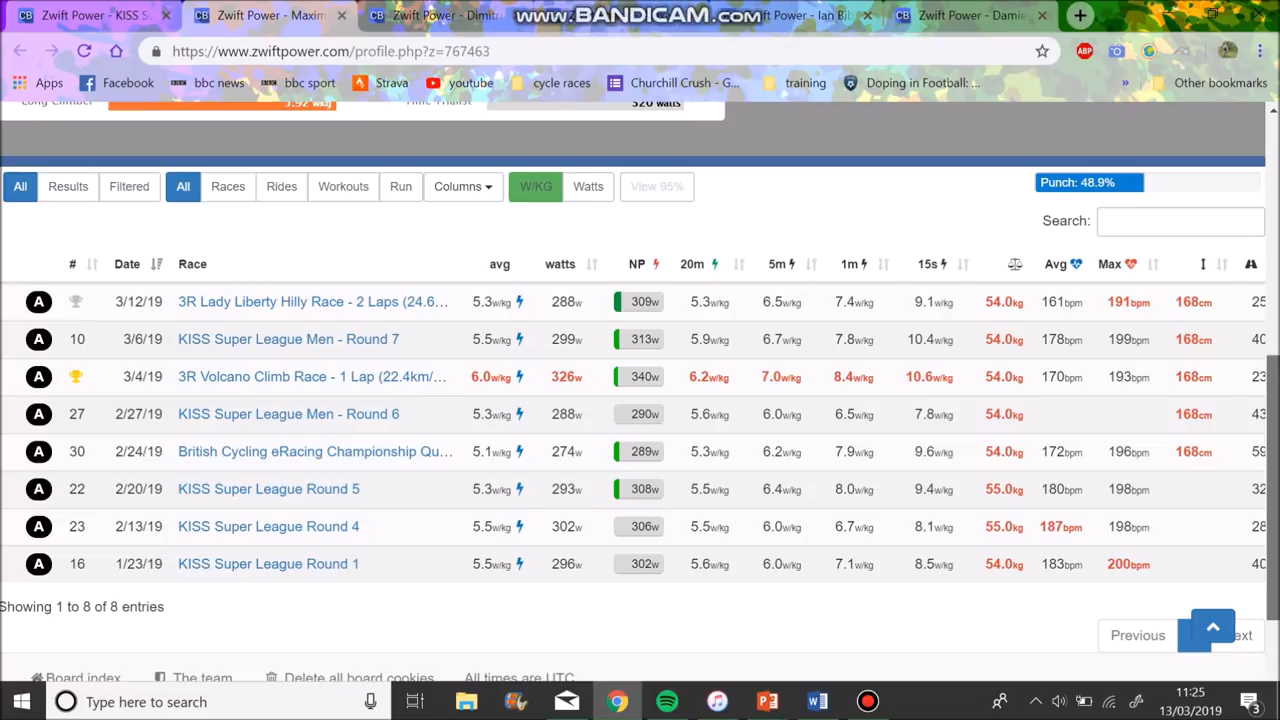 Zwift Power - KISS S
Zwift Power - Maxim
Zwift Power - Dimitr
www.BANDICAM.com
t Power - Ian Bib
Zwift Power - Damie
https://www.zwiftpower.com/profile.php?z=767463
ABP
Apps Facebook bbc news bbc sport Strava youtube cycle races Churchill Crush - G... training Doping in Football: ... » Other bookmarks
Long Climber 5.92 w/kg 320 watts
All Results Filtered All Races Rides Workouts Run Columns W/KG Watts View 95% Punch: 48.9%
Search:
# Date Race avg watts NP 20m 5m 1m 15s Avg Max
A 3/12/19 3R Lady Liberty Hilly Race - 2 Laps (24.6... 5.3w/kg 288w 309w 5.3w/kg 6.5w/kg 7.4w/kg 9.1w/kg 54.0kg 161bpm 191bpm 168cm 25
A 10 3/6/19 KISS Super League Men - Round 7 5.5w/kg 299w 313w 5.9w/kg 6.7w/kg 7.8w/kg 10.4w/kg 54.0kg 178bpm 199bpm 168cm 40
A 3/4/19 3R Volcano Climb Race - 1 Lap (22.4km/... 6.0w/kg 326w 340w 6.2w/kg 7.0w/kg 8.4w/kg 10.6w/kg 54.0kg 170bpm 193bpm 168cm 23
A 27 2/27/19 KISS Super League Men - Round 6 5.3w/kg 288w 290w 5.6w/kg 6.0w/kg 6.5w/kg 7.8w/kg 54.0kg 168cm 43
A 30 2/24/19 British Cycling eRacing Championship Qu... 5.1w/kg 274w 289w 5.3w/kg 6.2w/kg 7.9w/kg 9.6w/kg 54.0kg 172bpm 196bpm 168cm 59
A 22 2/20/19 KISS Super League Round 5 5.3w/kg 293w 308w 5.5w/kg 6.4w/kg 8.0w/kg 9.4w/kg 55.0kg 180bpm 198bpm 32
A 23 2/13/19 KISS Super League Round 4 5.5w/kg 302w 306w 5.5w/kg 6.0w/kg 6.7w/kg 8.1w/kg 55.0kg 187bpm 198bpm 28
A 16 1/23/19 KISS Super League Round 1 5.5w/kg 296w 302w 5.6w/kg 6.0w/kg 7.1w/kg 8.5w/kg 54.0kg 183bpm 200bpm 40
Showing 1 to 8 of 8 entries
Previous ext
Board index The team Delete all board cookies All times are UTC
Type here to search
11:25
13/03/2019
3